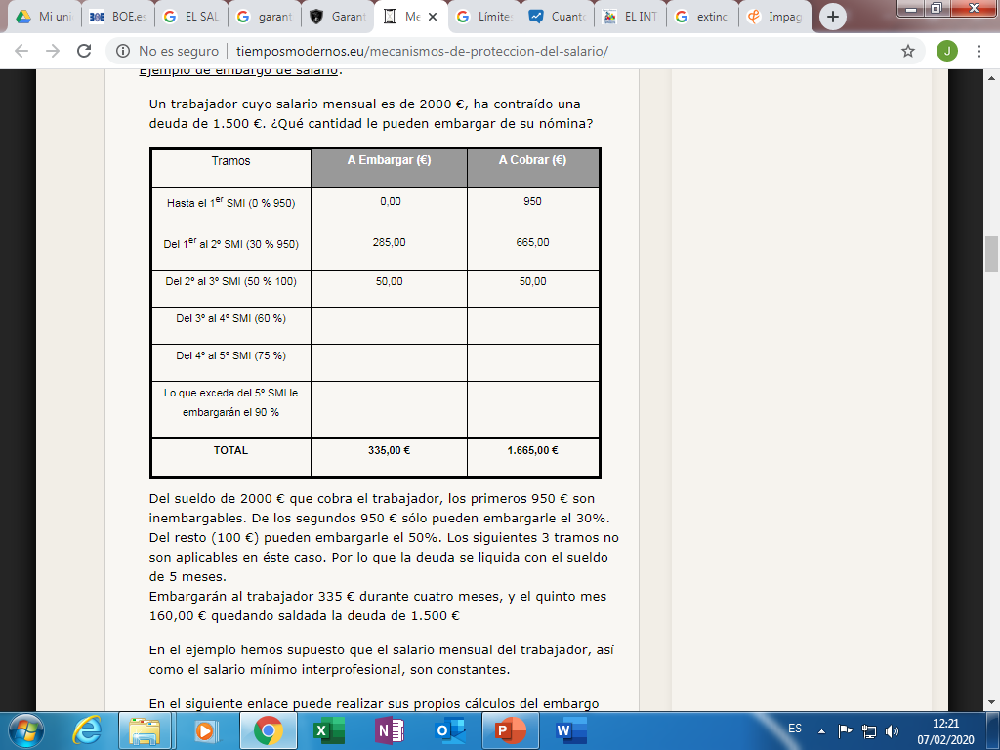 Mi uni
BOE.es
EL SAL
garant
Garant
Me
Límites
Cuanto
EL INT
extinci
Impag
No es seguro | tiemposmodernos.eu/mecanismos-de-proteccion-del-salario/
J
Ejemplo de embargo de salario:
Un trabajador cuyo salario mensual es de 2000 €, ha contraído una
deuda de 1.500 €. ¿Qué cantidad le pueden embargar de su nómina?
Tramos A Embargar (€) A Cobrar (€)
Hasta el 1er SMI (0 % 950) 0,00 950
Del 1er al 2º SMI (30 % 950) 285,00 665,00
Del 2º al 3º SMI (50 % 100) 50,00 50,00
Del 3º al 4º SMI (60 %)
Del 4º al 5º SMI (75 %)
Lo que exceda del 5º SMI le
embargarán el 90 %
TOTAL 335,00 € 1.665,00 €
Del sueldo de 2000 € que cobra el trabajador, los primeros 950 € son
inembargables. De los segundos 950 € sólo pueden embargarle el 30%.
Del resto (100 €) pueden embargarle el 50%. Los siguientes 3 tramos no
son aplicables en éste caso. Por lo que la deuda se liquida con el sueldo
de 5 meses.
Embargarán al trabajador 335 € durante cuatro meses, y el quinto mes
160,00 € quedando saldada la deuda de 1.500 €
En el ejemplo hemos supuesto que el salario mensual del trabajador, así
como el salario mínimo interprofesional, son constantes.
En el siguiente enlace puede realizar sus propios cálculos del embargo
ES
12:21
07/02/2020